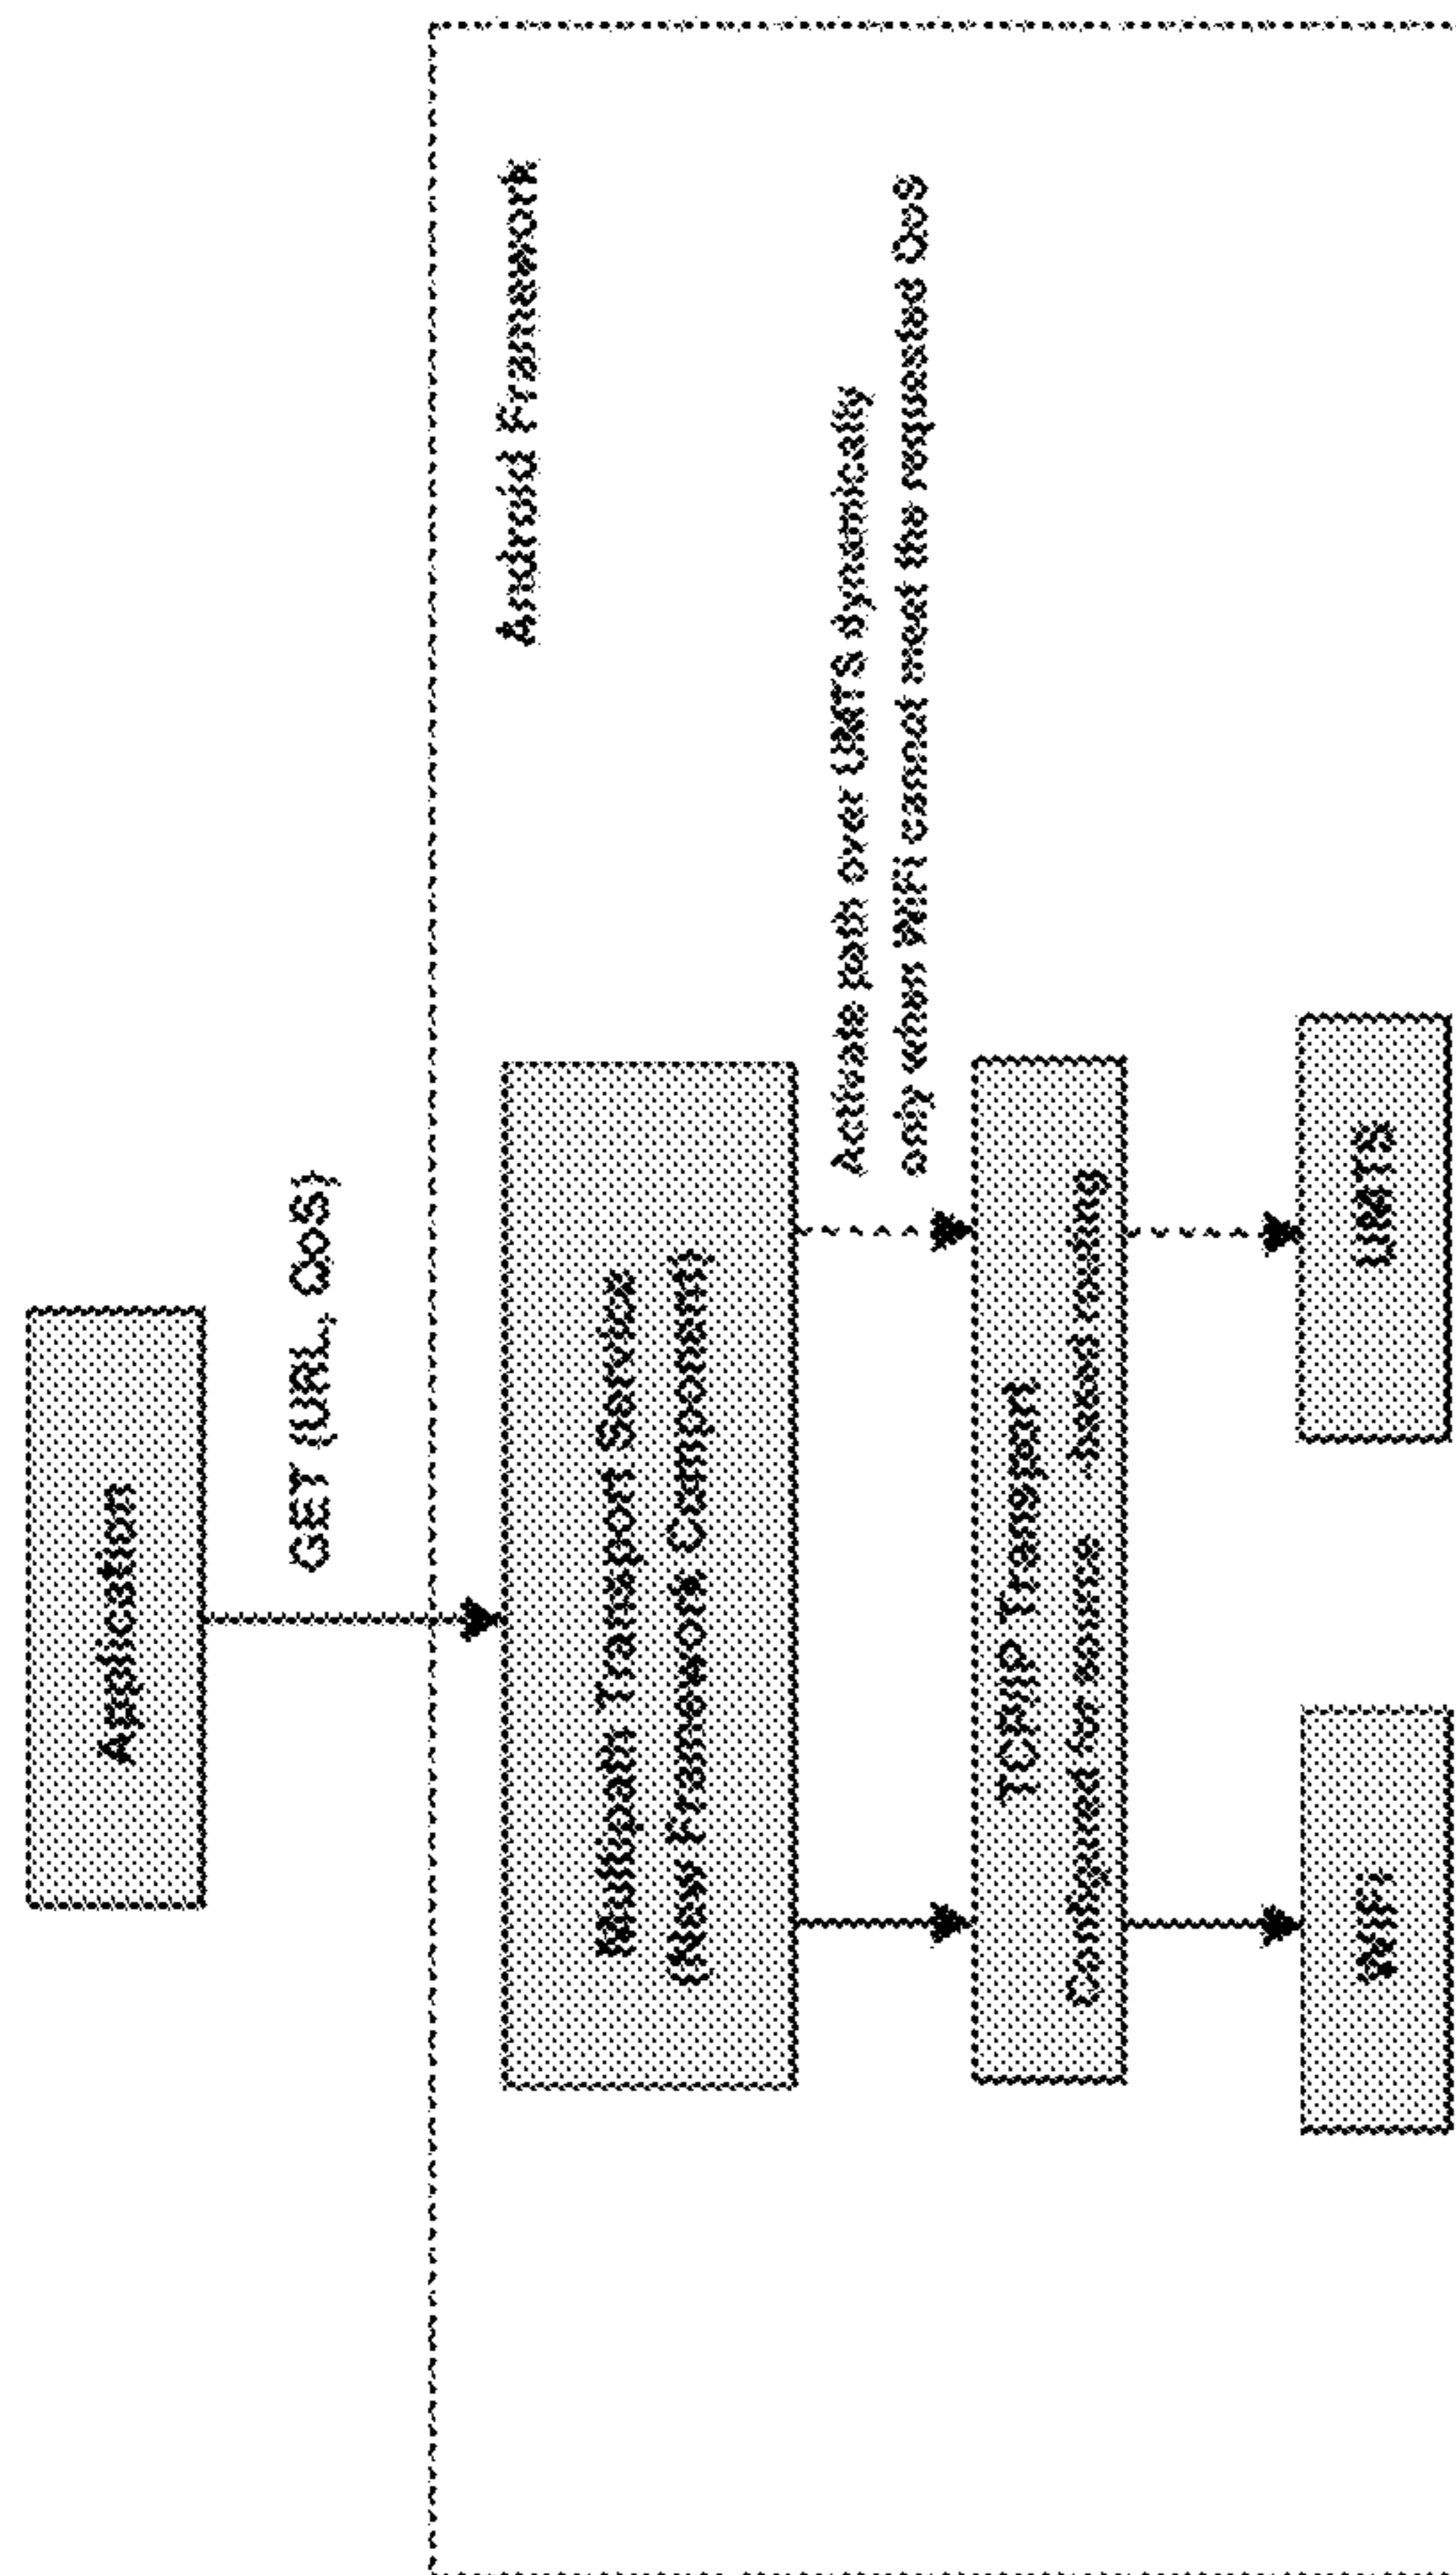 Application
GET (URL, QoS)
Android Framework
Multipath Transport Service
(New Framework Component)
Activate path over UMTS dynamically
only when WiFi cannot meet the requested QoS
TCP/IP Transport
Configured for source -based routing
WiFi
UMTS